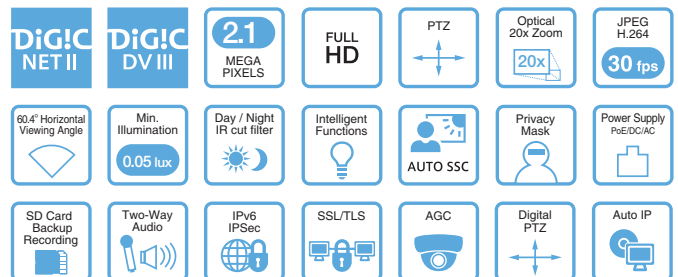 DiG!C
NET II
DiG!C
DV III
2.1
MEGA
PIXELS
FULL
HD
PTZ
Optical
20x Zoom
20x
JPEG
H.264
30 fps
60.4° Horizontal
Viewing Angle
Min.
Illumination
0.05 lux
Day / Night
IR cut filter
Intelligent
Functions
AUTO SSC
Privacy
Mask
Power Supply
PoE/DC/AC
SD Card
Backup
Recording
Two-Way
Audio
IPv6
IPSec
SSL/TLS
AGC
Digital
PTZ
Auto IP